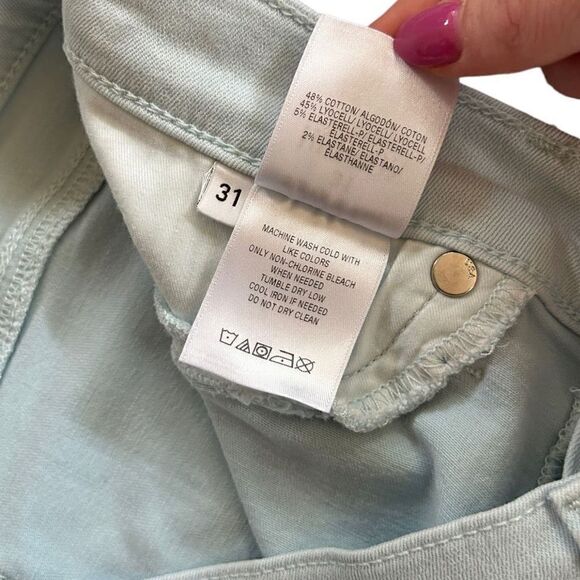 48% COTTON/ ALGODÓN/ COTON
45% LYOCELL/ LYOCELL/ LYOCELL
5% ELASTERELL-P/ ELASTERELL-P/
ELASTERELL-P
2% ELASTANE/ ELASTANO/
ÉLASTHANNE
31
MACHINE WASH COLD WITH
LIKE COLORS
ONLY NON-CHLORINE BLEACH
WHEN NEEDED
TUMBLE DRY LOW
COOL IRON IF NEEDED
DO NOT DRY CLEAN